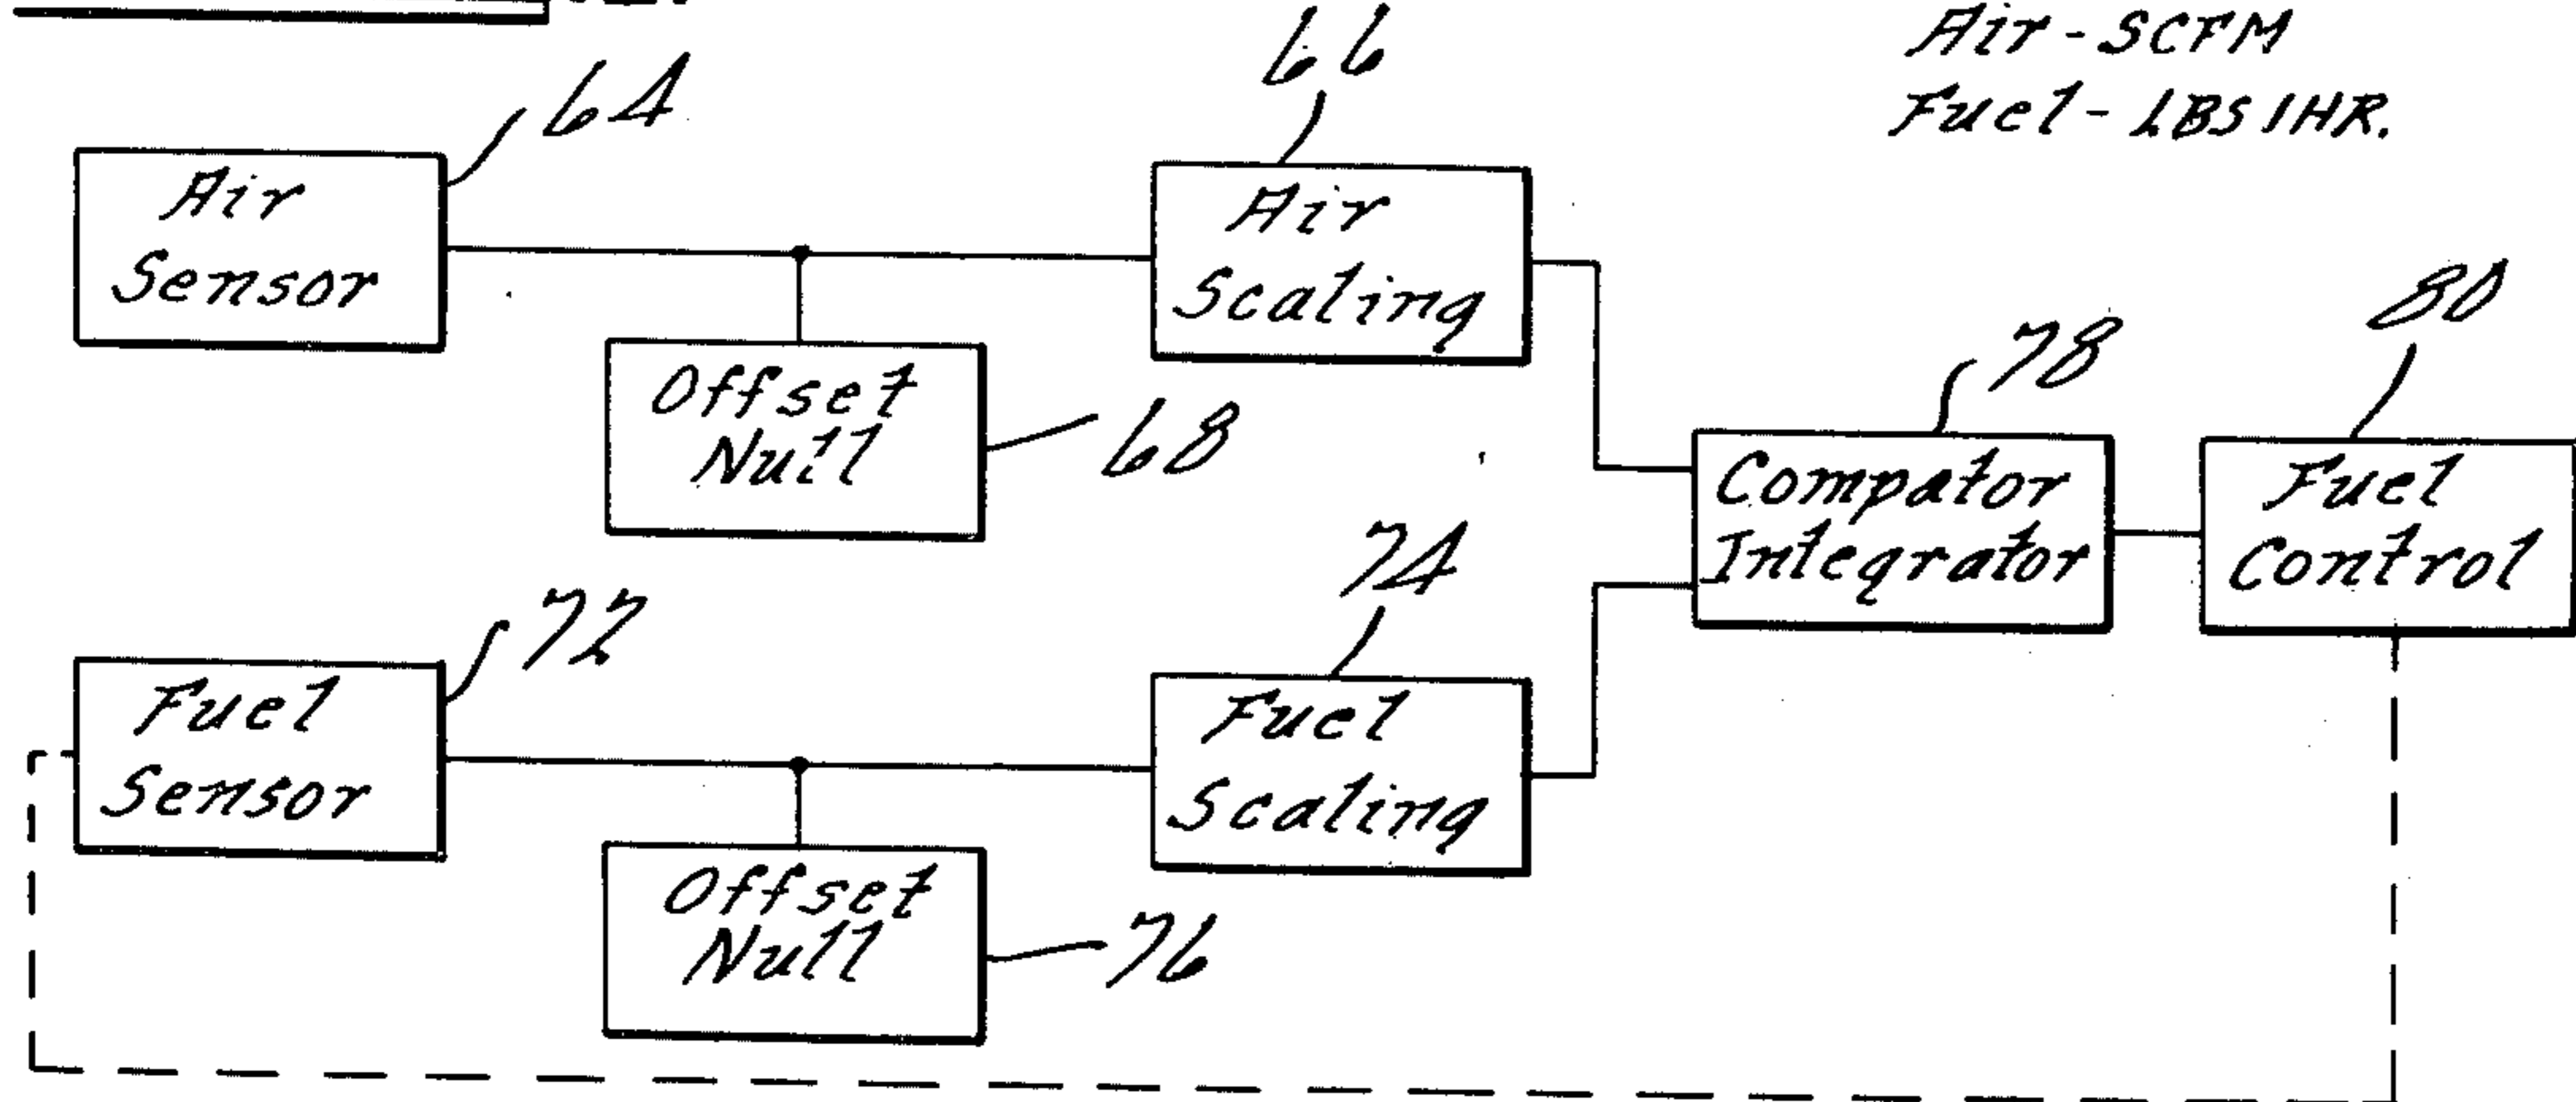 Air - SCFM
Fuel - LBS/HR.
64
66
Air
Sensor
Air
Scaling
Offset
Null
68
78
80
Compator
Integrator
Fuel
Control
72
74
Fuel
Sensor
Fuel
Scaling
Offset
Null
76